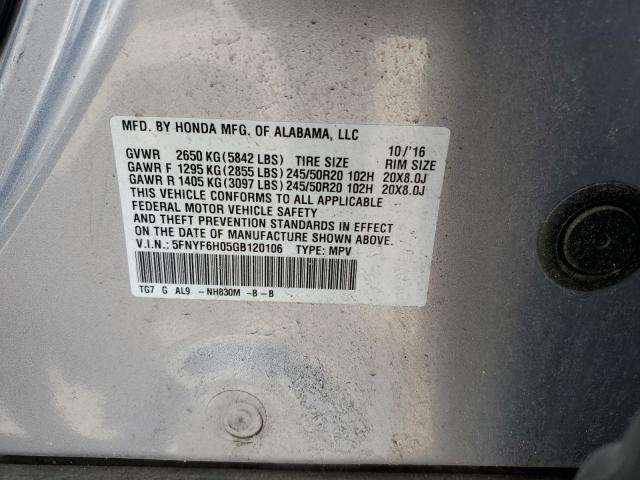 MFD. BY HONDA MFG. OF ALABAMA, LLC 10/'16
GVWR 2650 KG(5842 LBS) TIRE SIZE RIM SIZE
GAWR F 1295 KG(2855 LBS)245/50R20 102H 20X8.0J
GAWR R 1405 KG(3097 LBS)245/50R20 102H 20X8.0J
THIS VEHICLE CONFORMS TO ALL APPLICABLE
FEDERAL MOTOR VEHICLE SAFETY
AND THEFT PREVENTION STANDARDS IN EFFECT
ON THE DATE OF MANUFACTURE SHOWN ABOVE.
V.I.N.: 5FNYF6H05GB120106 TYPE: MPV
TG7 G AL9 -NH830M -B-B